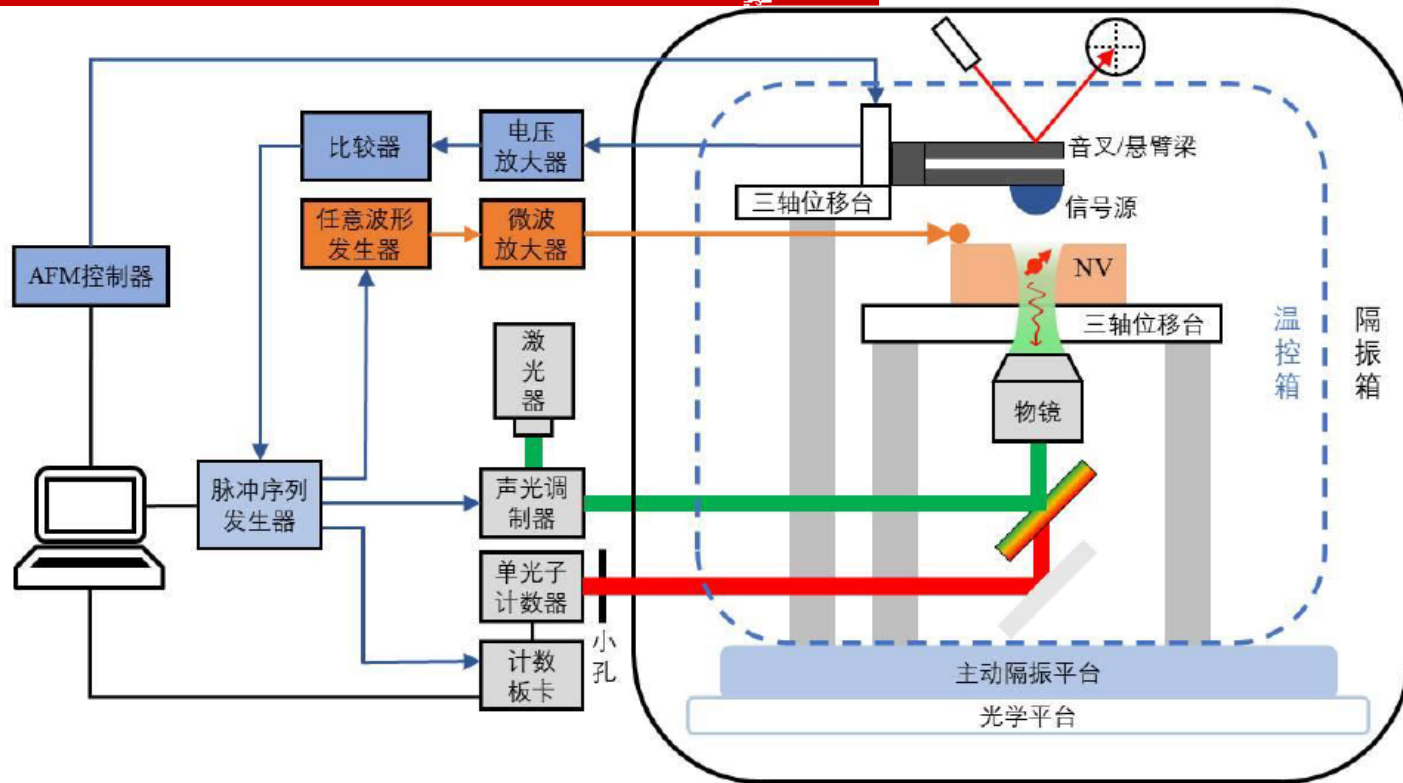 比较器
电压
放大器
音叉/悬臂梁
三轴位移台
信号源
任意波形
发生器
微波
放大器
AFM控制器
NV
三轴位移台
温控箱
隔振箱
激光器
物镜
脉冲序列
发生器
声光调
制器
单光子
计数器
小孔
计数
板卡
主动隔振平台
光学平台